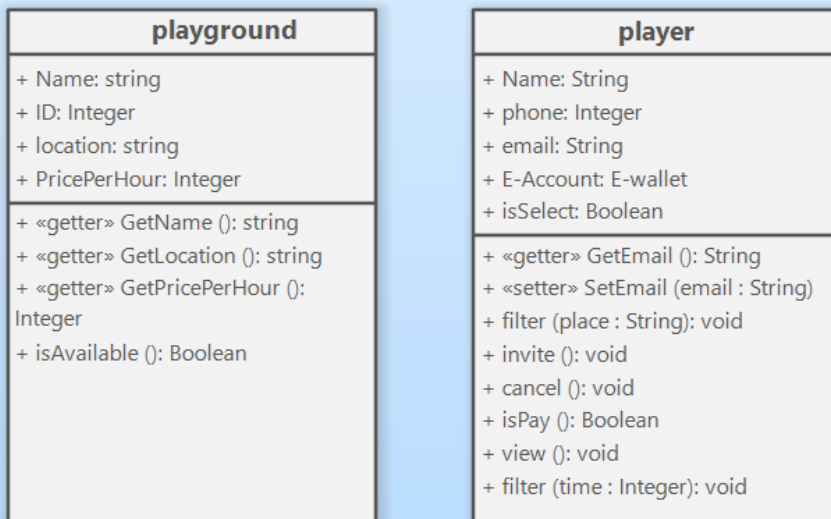 playground
+ Name: string
+ ID: Integer
+ location: string
+ PricePerHour: Integer
+ «getter» GetName (): string
+ «getter» GetLocation (): string
+ «getter» GetPricePerHour ():
Integer
+ isAvailable (): Boolean
player
+ Name: String
+ phone: Integer
+ email: String
+ E-Account: E-wallet
+ isSelect: Boolean
+ «getter» GetEmail (): String
+ «setter» SetEmail (email : String)
+ filter (place : String): void
+ invite (): void
+ cancel (): void
+ isPay (): Boolean
+ view (): void
+ filter (time : Integer): void